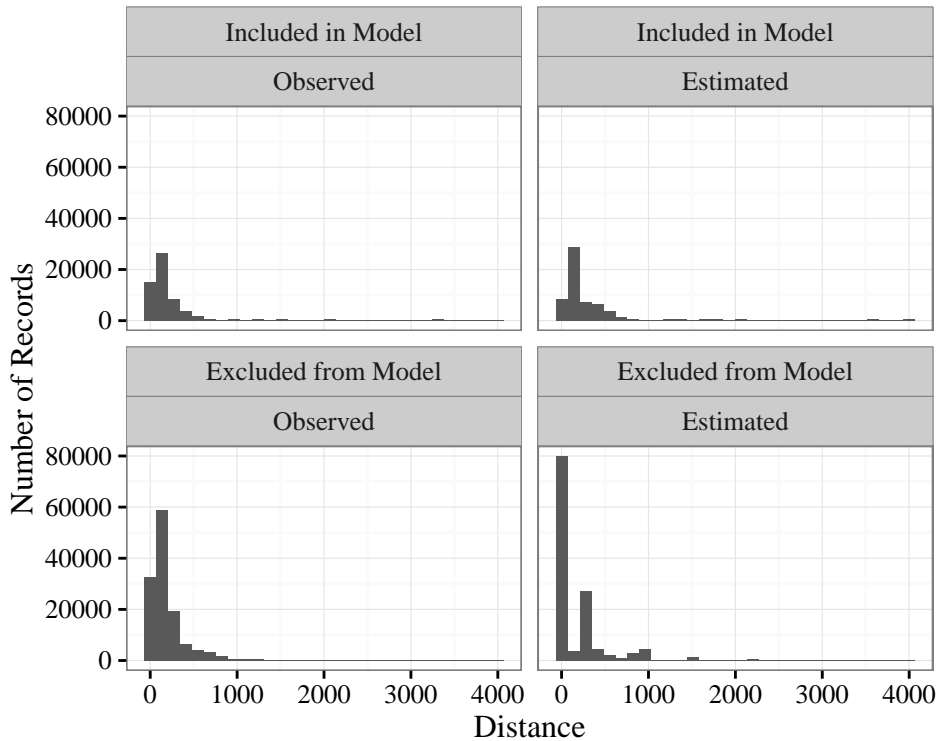 Included in Model
Included in Model
Observed
Estimated
80000
60000
40000
20000
0
Excluded from Model
Excluded from Model
Observed
Estimated
80000
60000
40000
20000
0
Number of Records
0 1000 2000 3000 4000
0 1000 2000 3000 4000
Distance